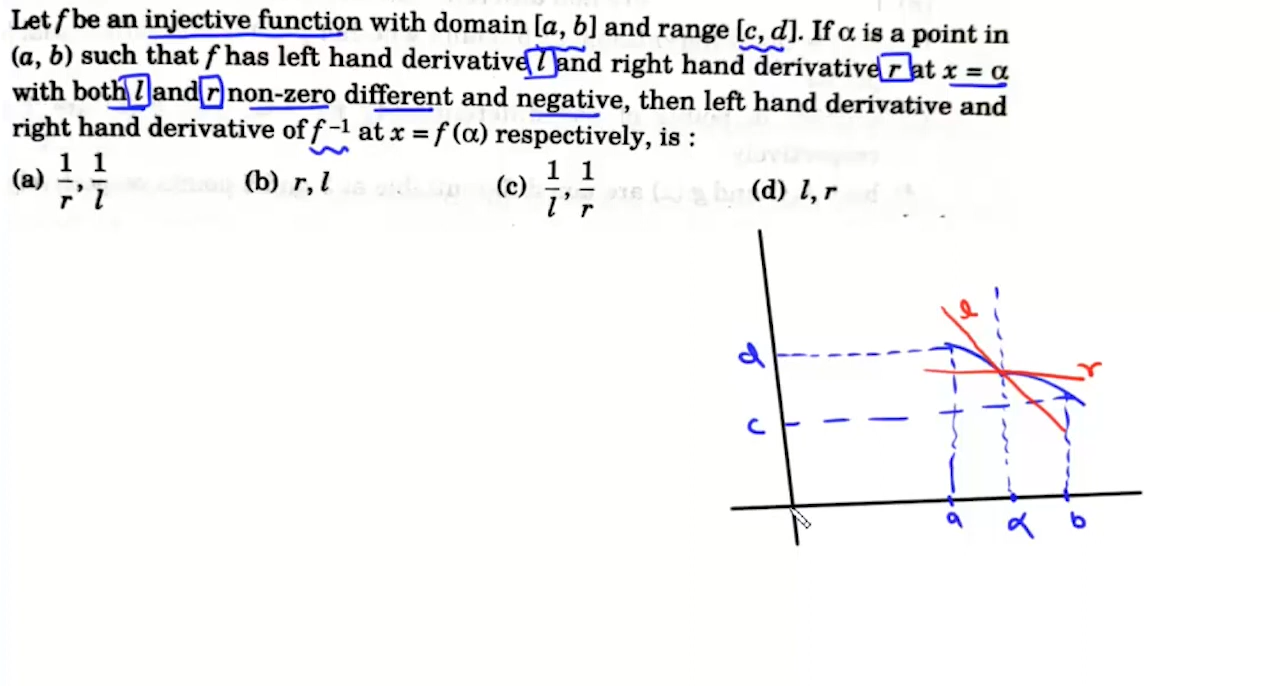 Let f be an injective function with domain [a, b] and range [c, d]. If α is a point in
(a, b) such that f has left hand derivative l and right hand derivative r at x = α
with both l and r non-zero different and negative, then left hand derivative and
right hand derivative of f⁻¹ at x = f(α) respectively, is :
(a) 1/r, 1/l (b) r, l (c) 1/l, 1/r (d) l, r
l
d
r
c
a α b